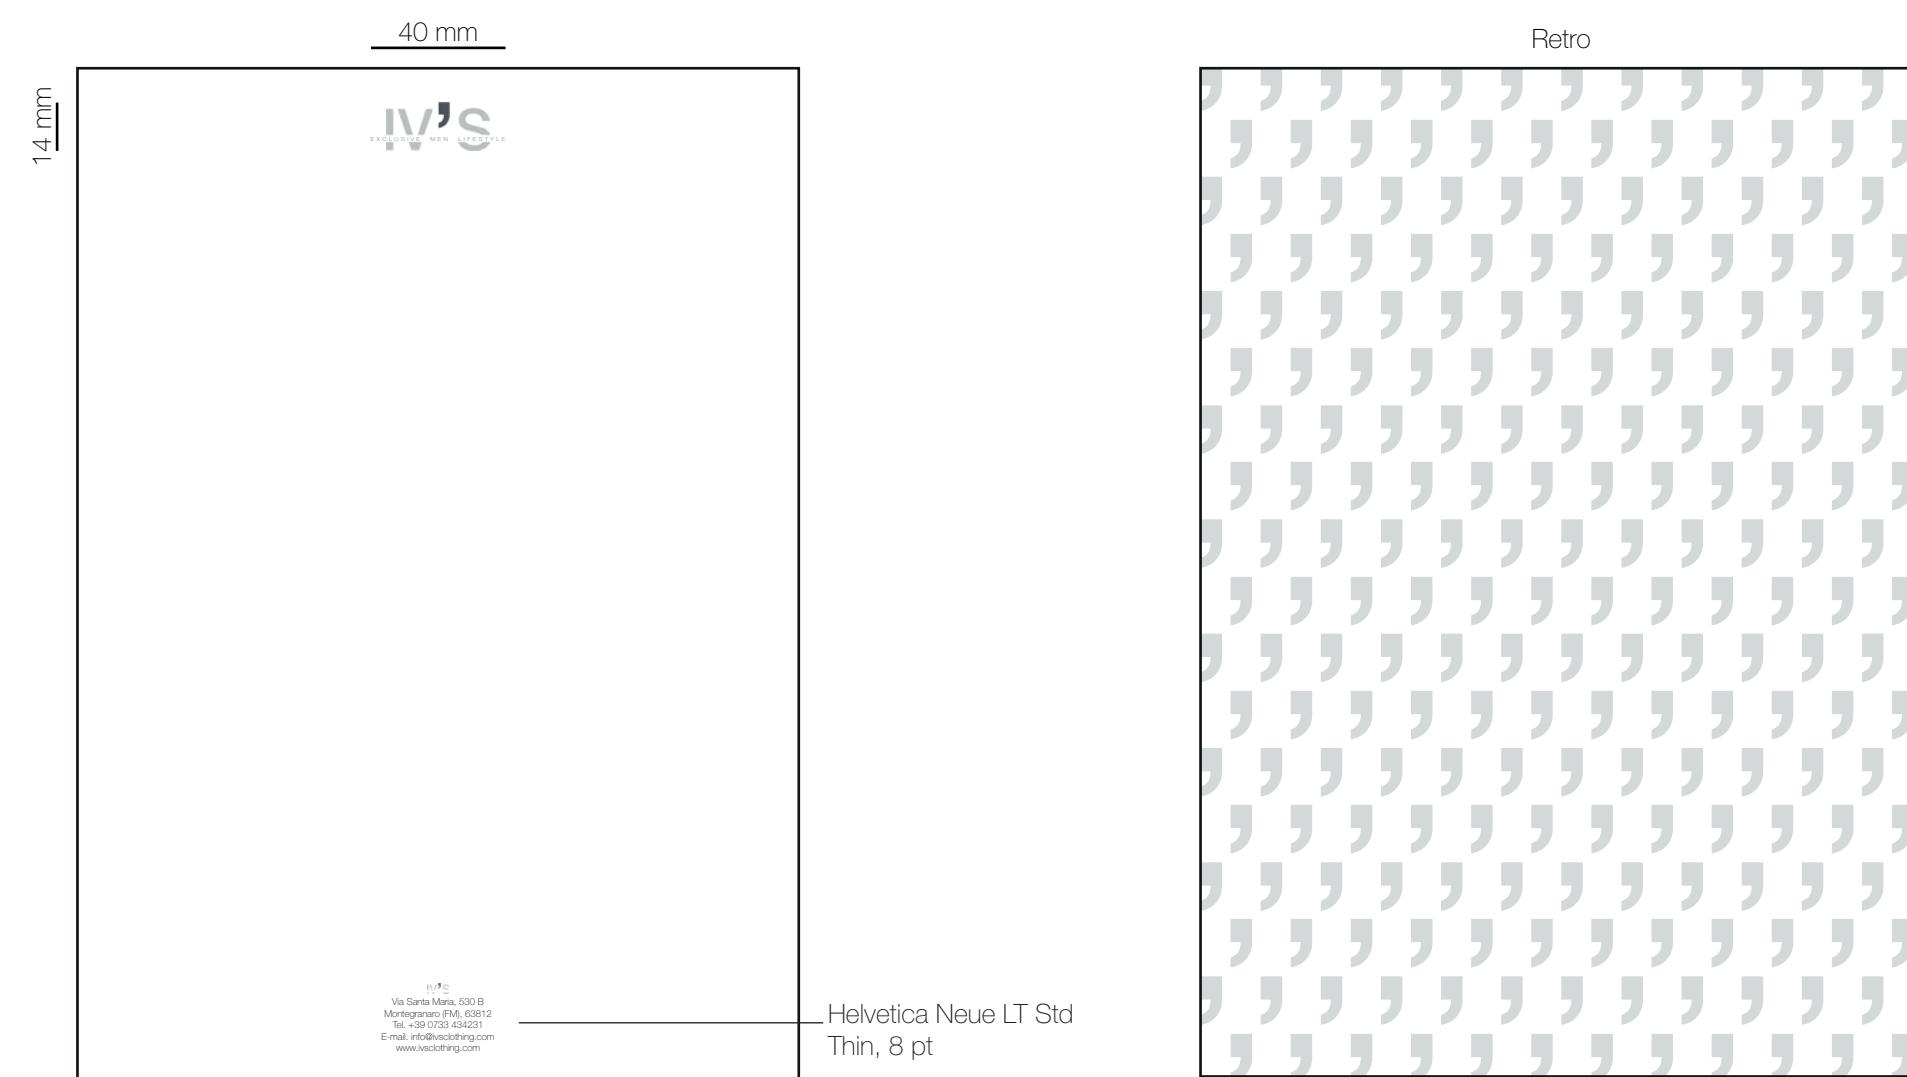 40 mm
Retro
14 mm
IV'S
EXCLUSIVE MEN LIFESTYLE
IV'S
Via Santa Maria, 530 B
Montegranaro (FM), 63812
Tel. +39 0733 434231
E-mail. info@ivsclothing.com
www.ivsclothing.com
Helvetica Neue LT Std
Thin, 8 pt